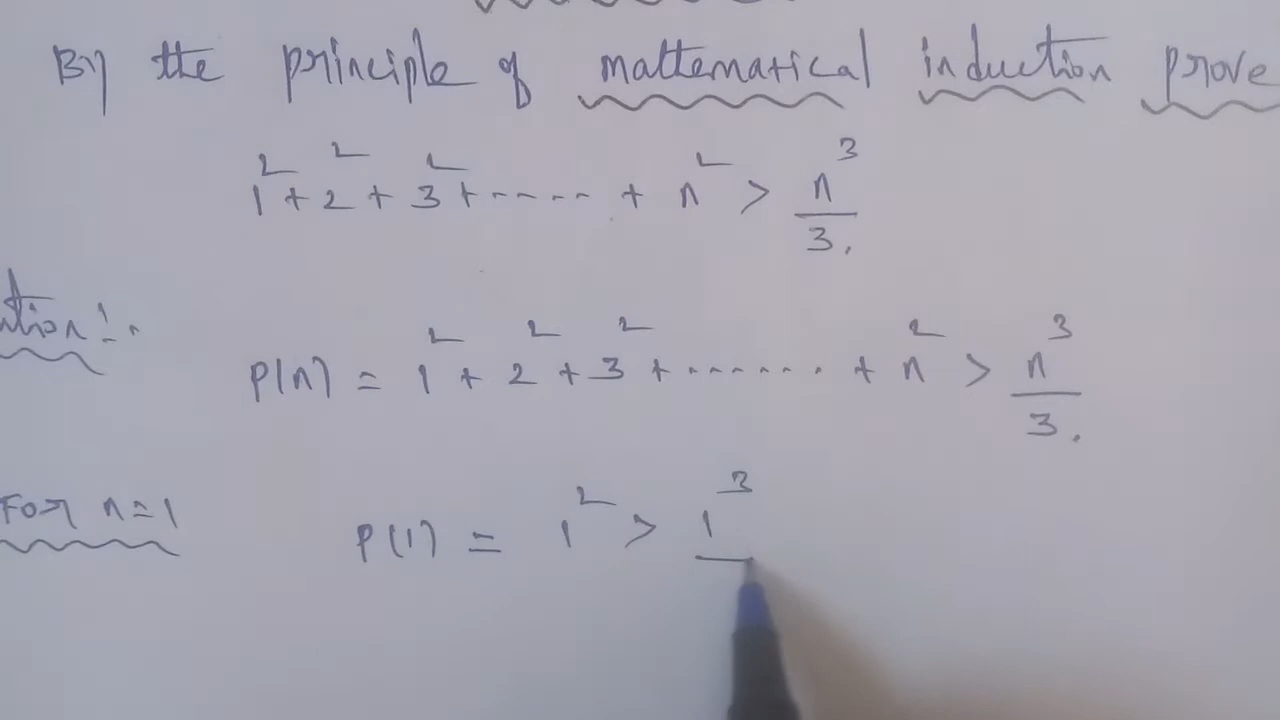 By the principle of mathematical induction prove
1² + 2² + 3² + ..... + n² > n³/3.
P(n) = 1² + 2² + 3² + ....... + n² > n³/3.
For n=1 P(1) = 1² > 1³